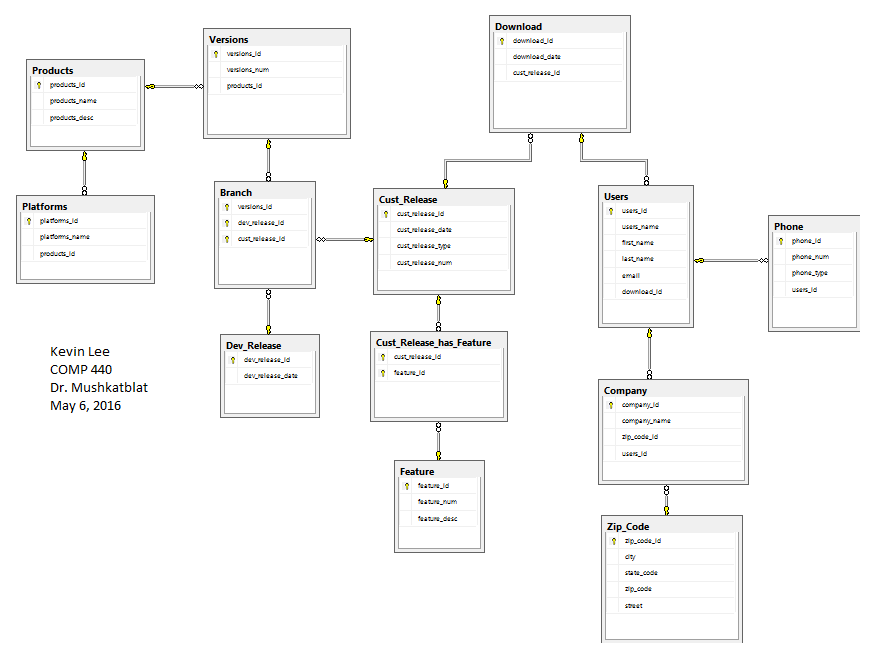 Products
products_id
products_name
products_desc
Versions
versions_id
versions_num
products_id
Download
download_id
download_date
cust_release_id
Platforms
platforms_id
platforms_name
products_id
Branch
versions_id
dev_release_id
cust_release_id
Cust_Release
cust_release_id
cust_release_date
cust_release_type
cust_release_num
Users
users_id
users_name
first_name
last_name
email
download_id
Phone
phone_id
phone_num
phone_type
users_id
Dev_Release
dev_release_id
dev_release_date
Cust_Release_has_Feature
cust_release_id
feature_id
Kevin Lee
COMP 440
Dr. Mushkatblat
May 6, 2016
Company
company_id
company_name
zip_code_id
users_id
Feature
feature_id
feature_num
feature_desc
Zip_Code
zip_code_id
city
state_code
zip_code
street